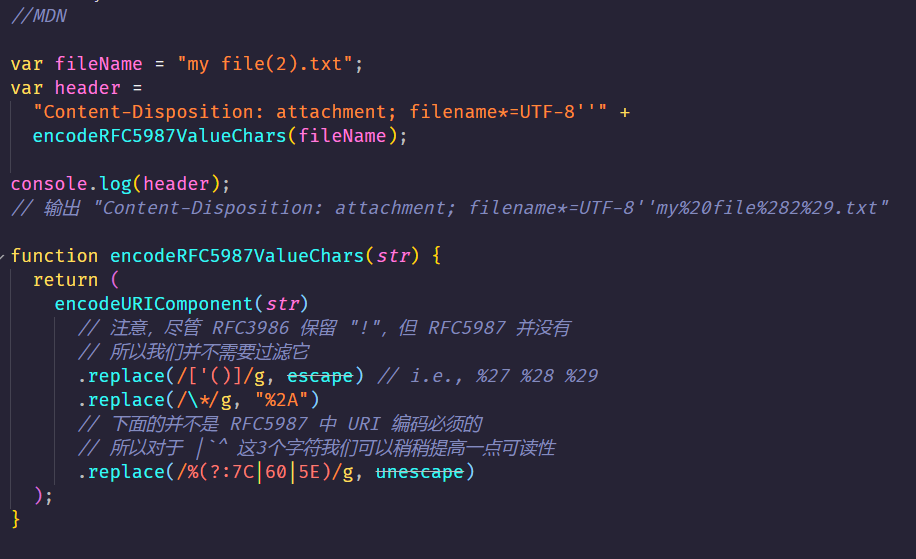 //MDN
var fileName = "my file(2).txt";
var header =
"Content-Disposition: attachment; filename*=UTF-8''" +
encodeRFC5987ValueChars(fileName);
console.log(header);
// 输出 "Content-Disposition: attachment; filename*=UTF-8''my%20file%282%29.txt"
function encodeRFC5987ValueChars(str) {
return (
encodeURIComponent(str)
// 注意，尽管 RFC3986 保留 "!"，但 RFC5987 并没有
// 所以我们并不需要过滤它
.replace(/['()]/g, escape) // i.e., %27 %28 %29
.replace(/\*/g, "%2A")
// 下面的并不是 RFC5987 中 URI 编码必须的
// 所以对于 |`^ 这3个字符我们可以稍稍提高一点可读性
.replace(/%(?:7C|60|5E)/g, unescape)
);
}